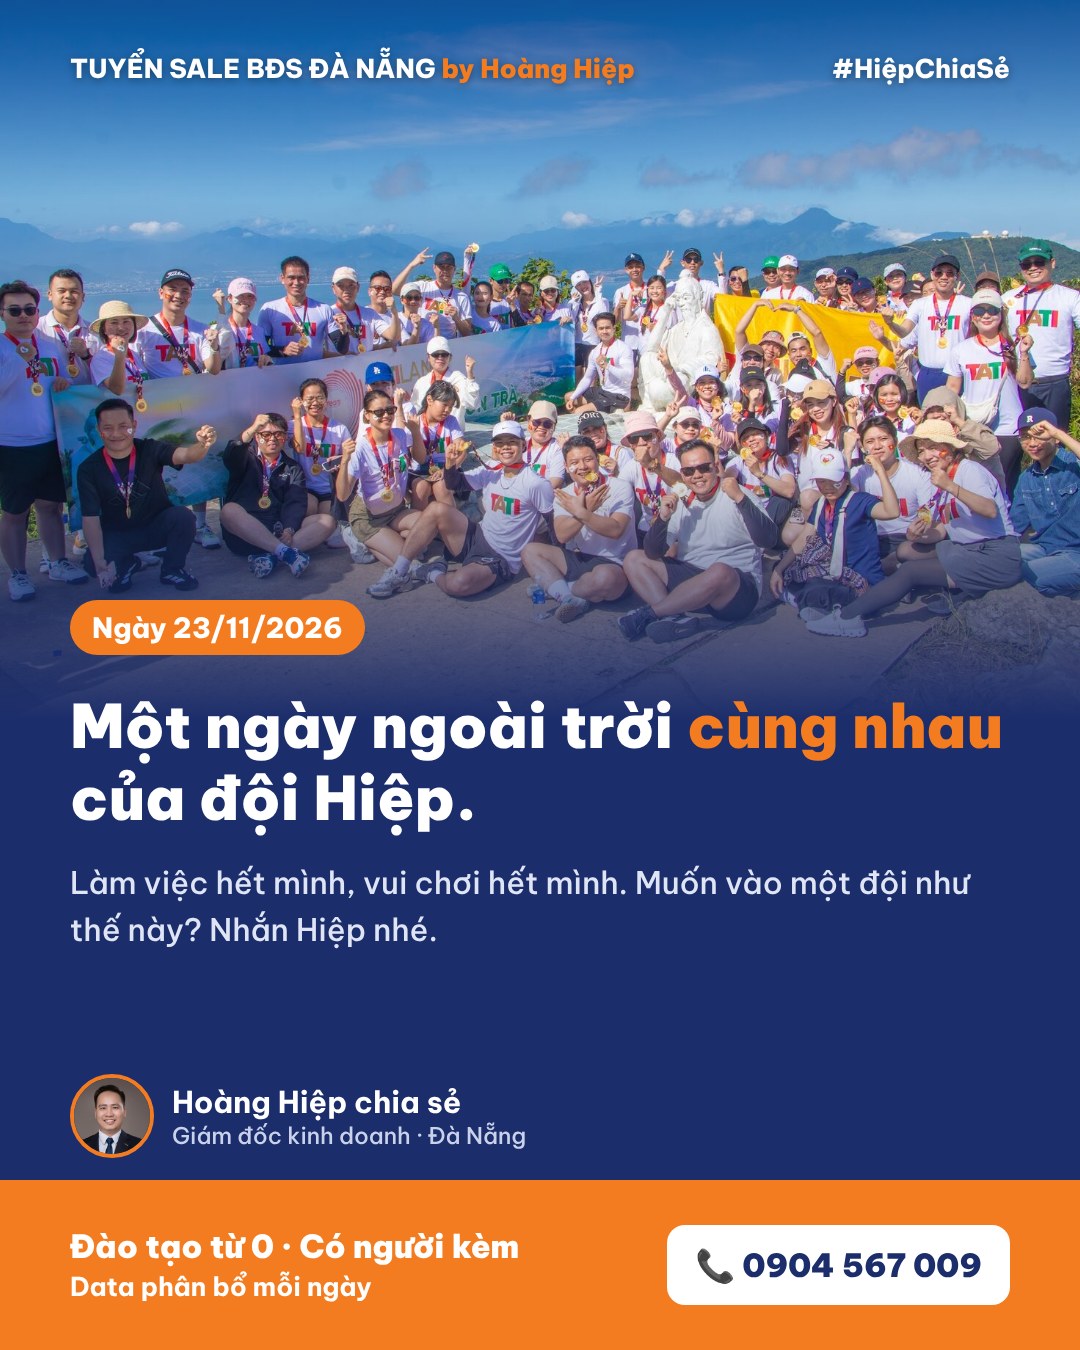 TUYỂN SALE BĐS ĐÀ NẴNG by Hoàng Hiệp
#HiệpChiaSẻ
TATI
Ngày 23/11/2026
Một ngày ngoài trời cùng nhau
của đội Hiệp.
Làm việc hết mình, vui chơi hết mình. Muốn vào một đội như
thế này? Nhắn Hiệp nhé.
Hoàng Hiệp chia sẻ
Giám đốc kinh doanh · Đà Nẵng
Đào tạo từ 0 · Có người kèm
Data phân bổ mỗi ngày
📞 0904 567 009